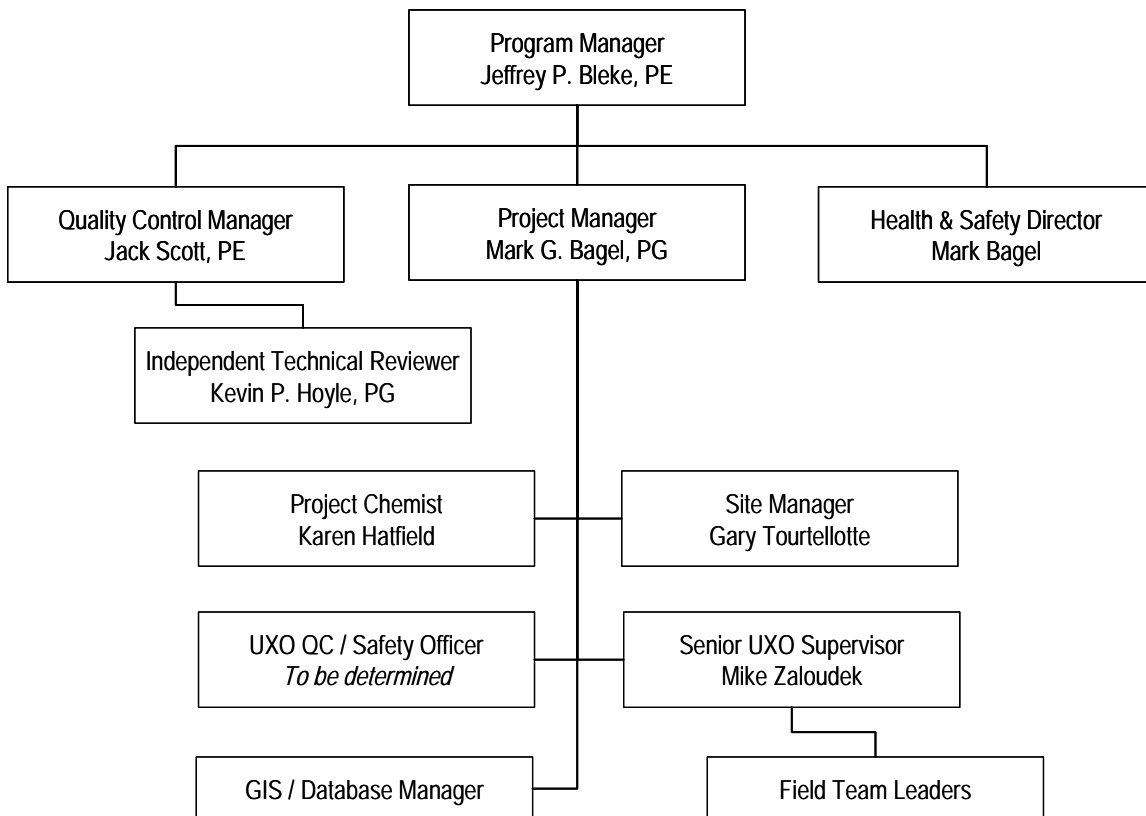 Program Manager
Jeffrey P. Bleke, PE
Quality Control Manager
Jack Scott, PE
Project Manager
Mark G. Bagel, PG
Health & Safety Director
Mark Bagel
Independent Technical Reviewer
Kevin P. Hoyle, PG
Project Chemist
Karen Hatfield
Site Manager
Gary Tourtellotte
UXO QC / Safety Officer
To be determined
Senior UXO Supervisor
Mike Zaloudek
GIS / Database Manager
Field Team Leaders